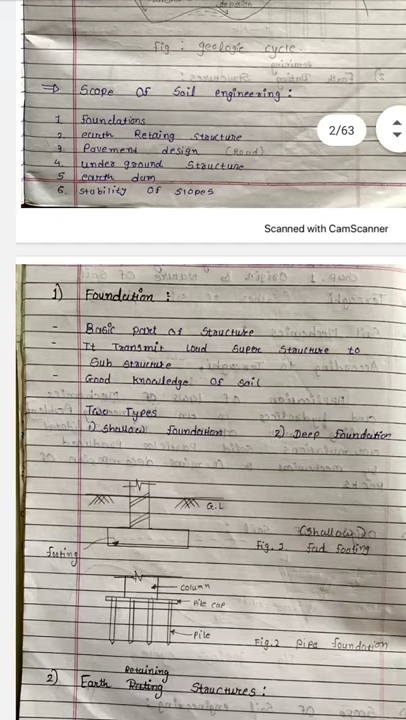 Fig : geologic cycle.
⇒ Scope Of Soil engineering :
1 foundations
2 earth Retaing Structure
3 Pavement design (Road)
4. under ground Structure
5 earth dam
6. stability Of slopes
2/63
Scanned with CamScanner
1) Foundation :
- Basic part of Structure
- It Transmit Load Super Structure to
Sub structure
- Good knowledge Of soil
Two Types
1) shallow foundation 2) Deep Foundation
G.L
(shallow)
footing
Fig. 1 Pad footing
column
Pile cap
Pile
Fig.2 Pipe foundation
Retaining
2) Earth Rating Structures :